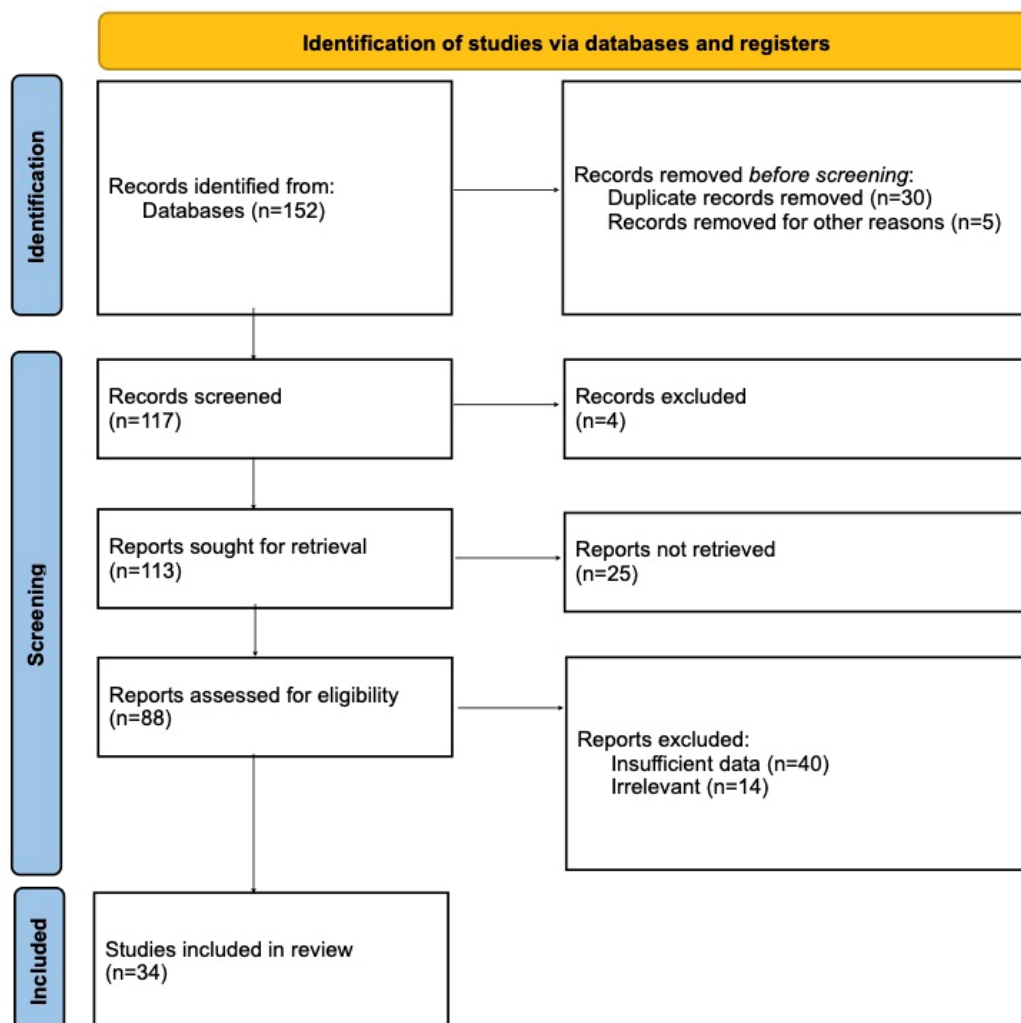 Identification of studies via databases and registers
Identification
Records identified from:
Databases (n=152)
Records removed before screening:
Duplicate records removed (n=30)
Records removed for other reasons (n=5)
Screening
Records screened
(n=117)
Records excluded
(n=4)
Reports sought for retrieval
(n=113)
Reports not retrieved
(n=25)
Reports assessed for eligibility
(n=88)
Reports excluded:
Insufficient data (n=40)
Irrelevant (n=14)
Included
Studies included in review
(n=34)